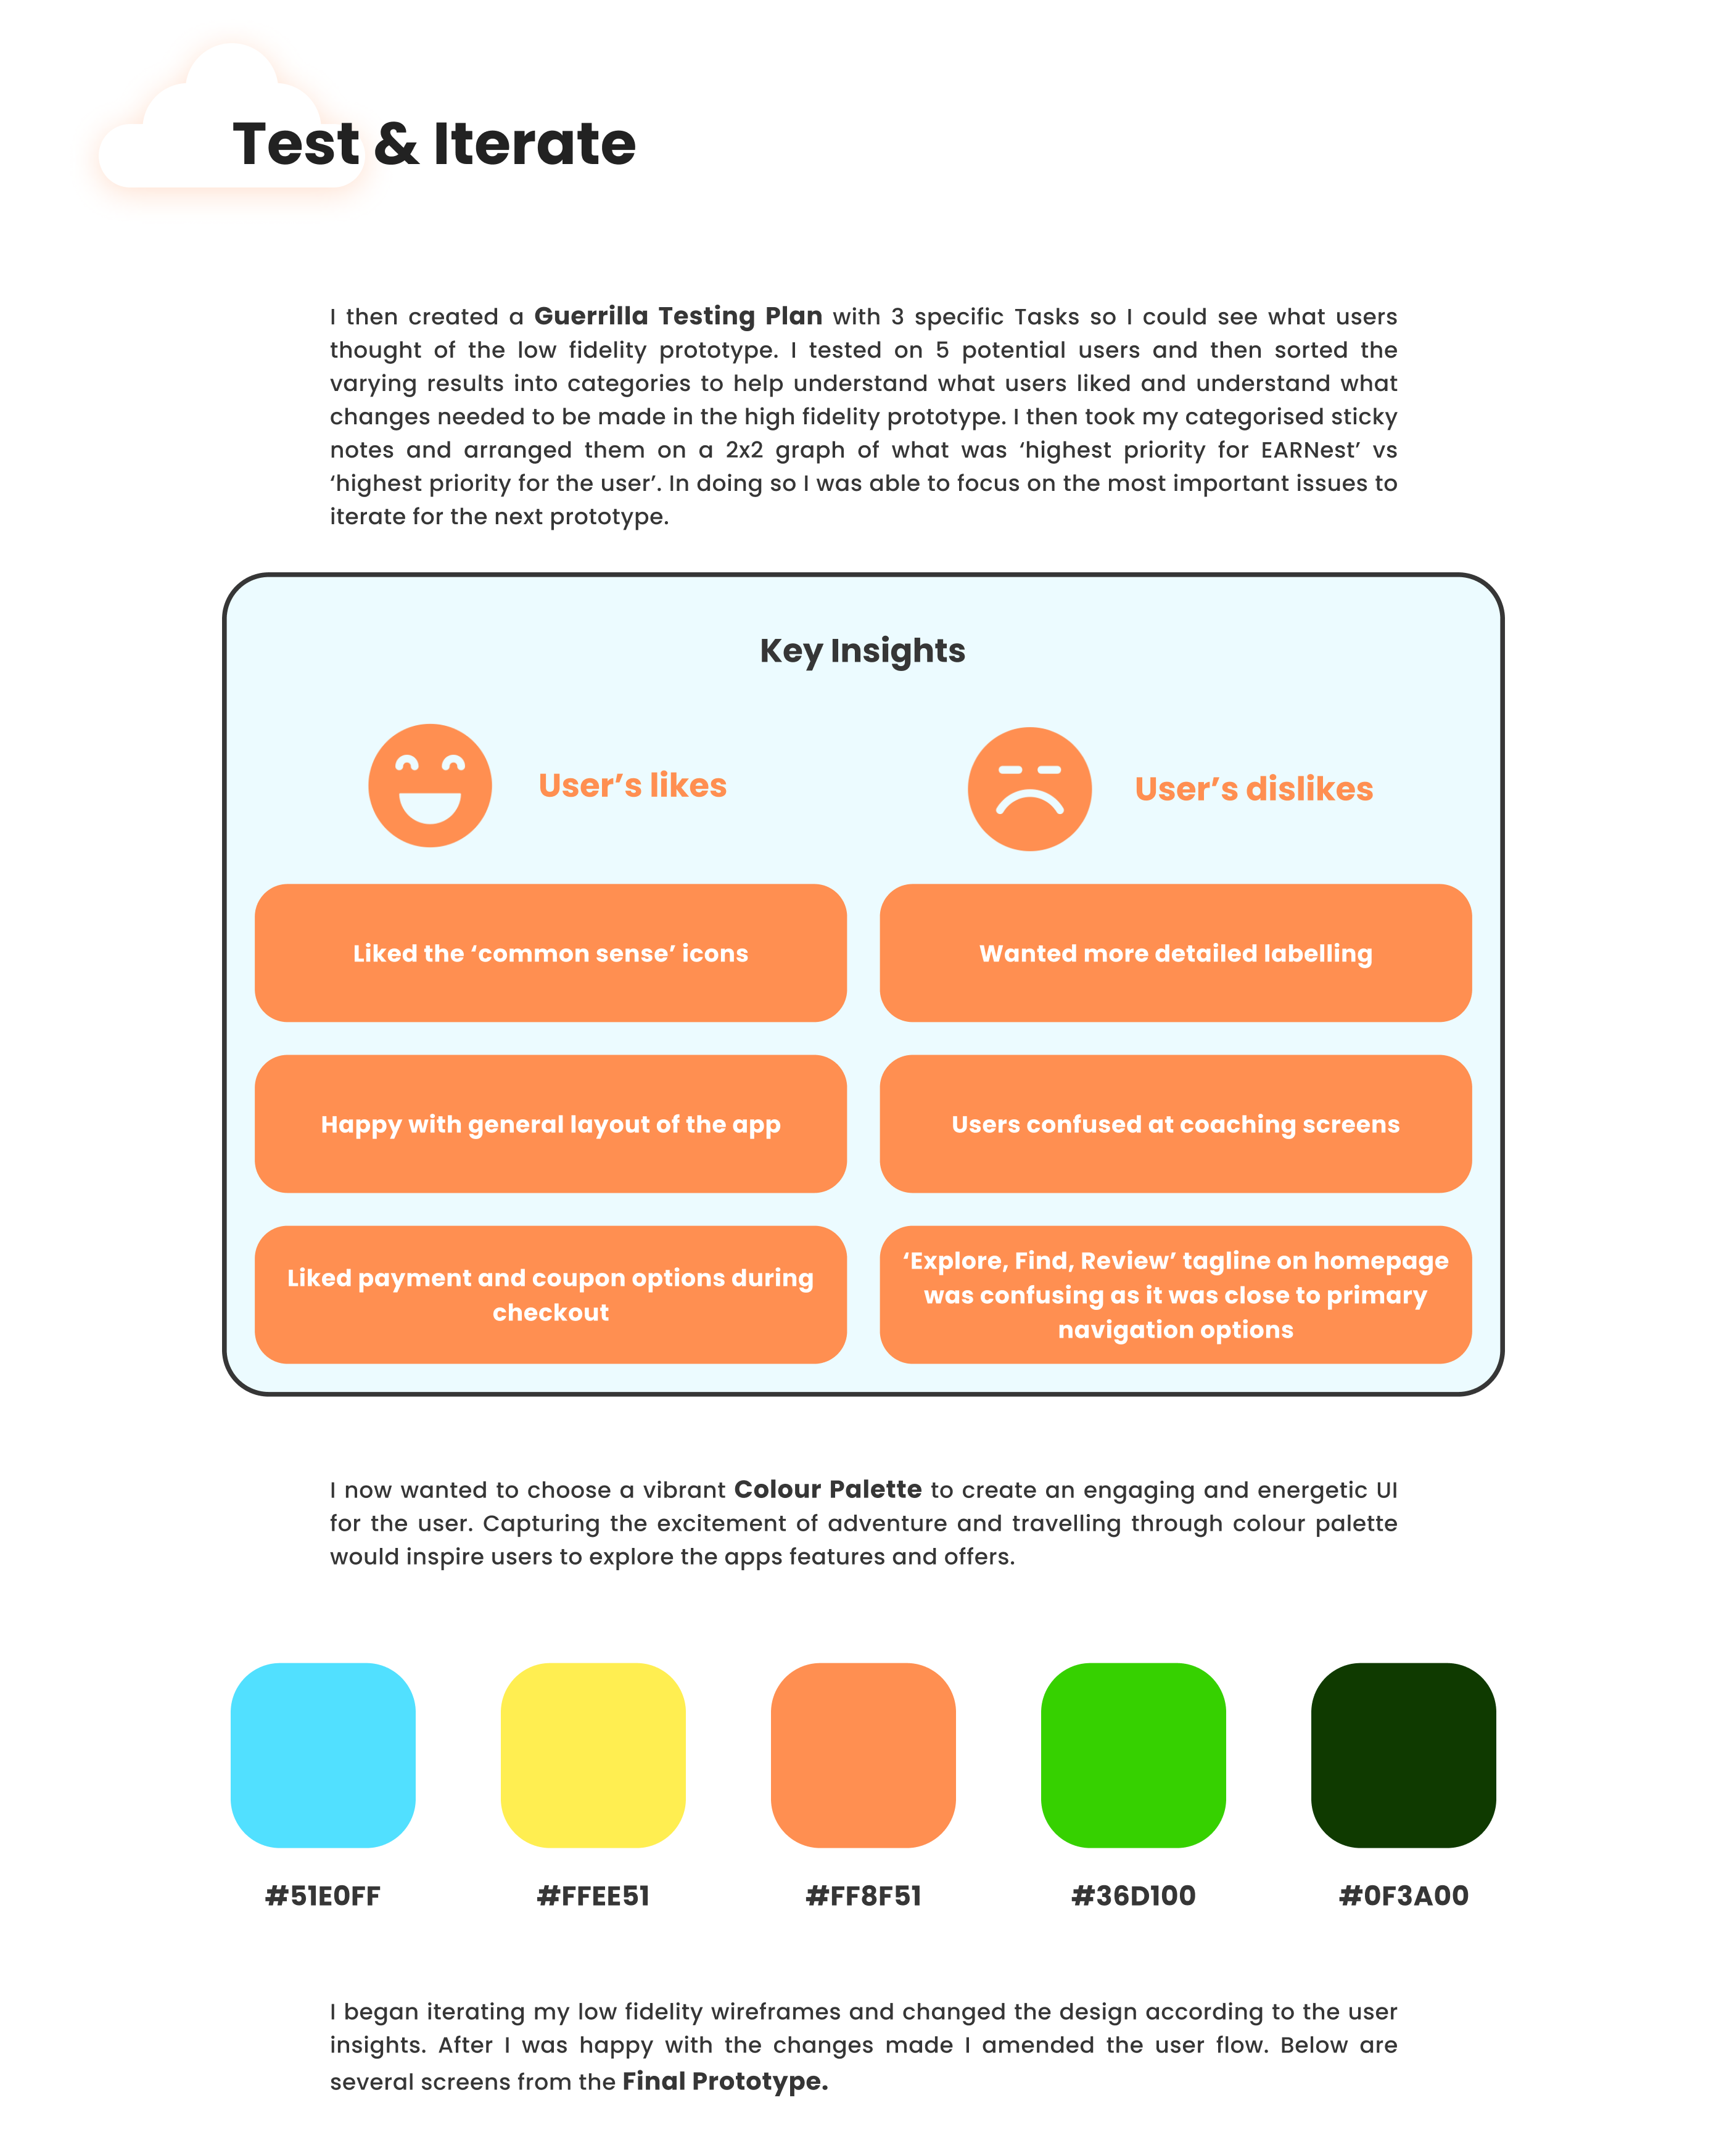 Test & Iterate
I then created a Guerrilla Testing Plan with 3 specific Tasks so I could see what users
thought of the low fidelity prototype. I tested on 5 potential users and then sorted the
varying results into categories to help understand what users liked and understand what
changes needed to be made in the high fidelity prototype. I then took my categorised sticky
notes and arranged them on a 2x2 graph of what was ‘highest priority for EARNest’ vs
‘highest priority for the user’. In doing so I was able to focus on the most important issues to
iterate for the next prototype.
Key Insights
User’s likes
User’s dislikes
Liked the ‘common sense’ icons
Wanted more detailed labelling
Happy with general layout of the app
Users confused at coaching screens
Liked payment and coupon options during
checkout
‘Explore, Find, Review’ tagline on homepage
was confusing as it was close to primary
navigation options
I now wanted to choose a vibrant Colour Palette to create an engaging and energetic UI
for the user. Capturing the excitement of adventure and travelling through colour palette
would inspire users to explore the apps features and offers.
#51E0FF
#FFEE51
#FF8F51
#36D100
#0F3A00
I began iterating my low fidelity wireframes and changed the design according to the user
insights. After I was happy with the changes made I amended the user flow. Below are
several screens from the Final Prototype.